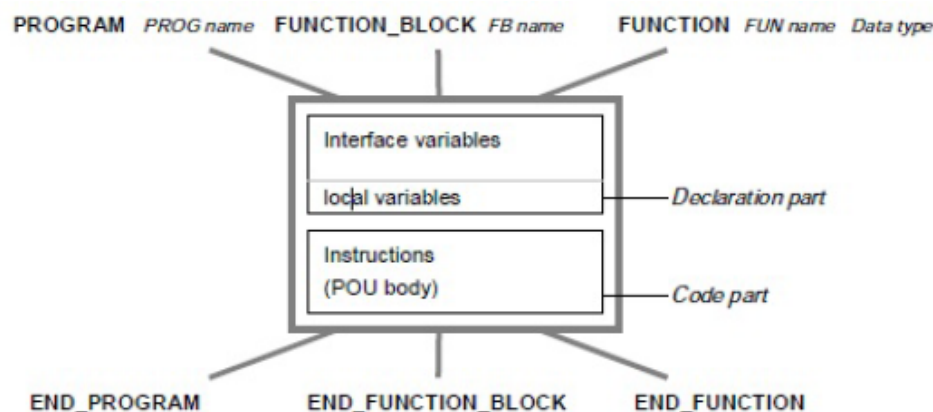 PROGRAM PROG name FUNCTION_BLOCK FB name FUNCTION FUN name Data type
Interface variables
local variables
Declaration part
Instructions
(POU body)
Code part
END_PROGRAM END_FUNCTION_BLOCK END_FUNCTION